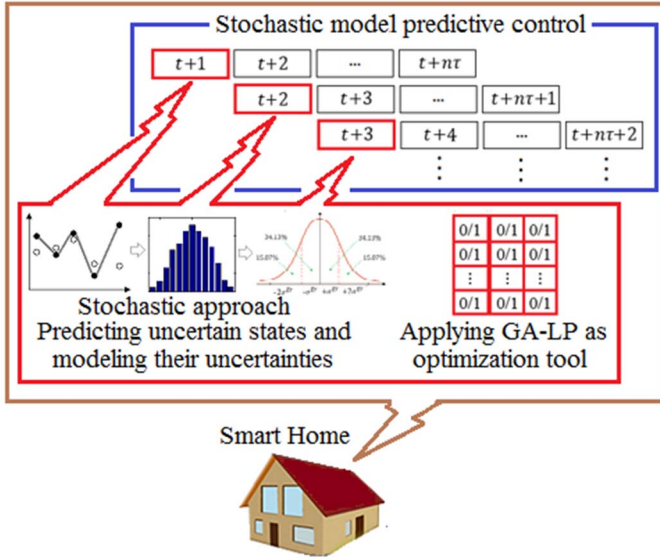 Stochastic model predictive control
t+1 t+2 ... t+nτ
t+2 t+3 ... t+nτ+1
t+3 t+4 ... t+nτ+2
⋮ ⋮ ⋮
34.13% 34.13%
15.07% 15.07%
0/1 0/1 0/1
0/1 0/1 0/1
⋮ ⋮ ⋮
0/1 0/1 0/1
Stochastic approach
Predicting uncertain states and
modeling their uncertainties
Applying GA-LP as
optimization tool
Smart Home